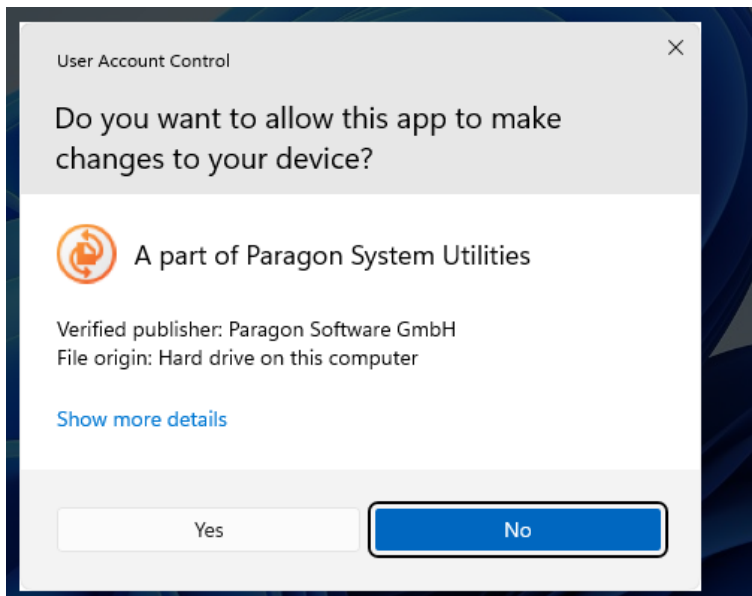 User Account Control
Do you want to allow this app to make
changes to your device?
A part of Paragon System Utilities
Verified publisher: Paragon Software GmbH
File origin: Hard drive on this computer
Show more details
Yes
No